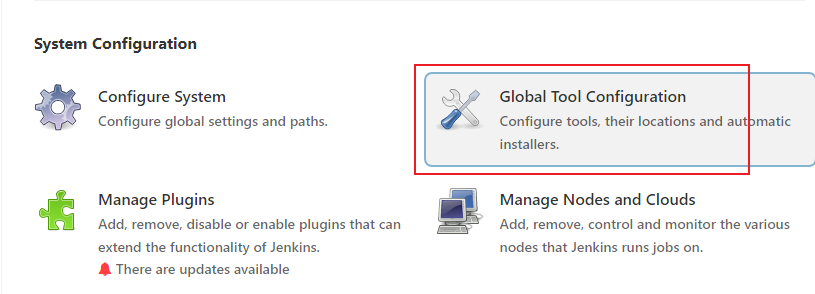 System Configuration
Configure System
Configure global settings and paths.
Global Tool Configuration
Configure tools, their locations and automatic
installers.
Manage Plugins
Add, remove, disable or enable plugins that can
extend the functionality of Jenkins.
There are updates available
Manage Nodes and Clouds
Add, remove, control and monitor the various
nodes that Jenkins runs jobs on.